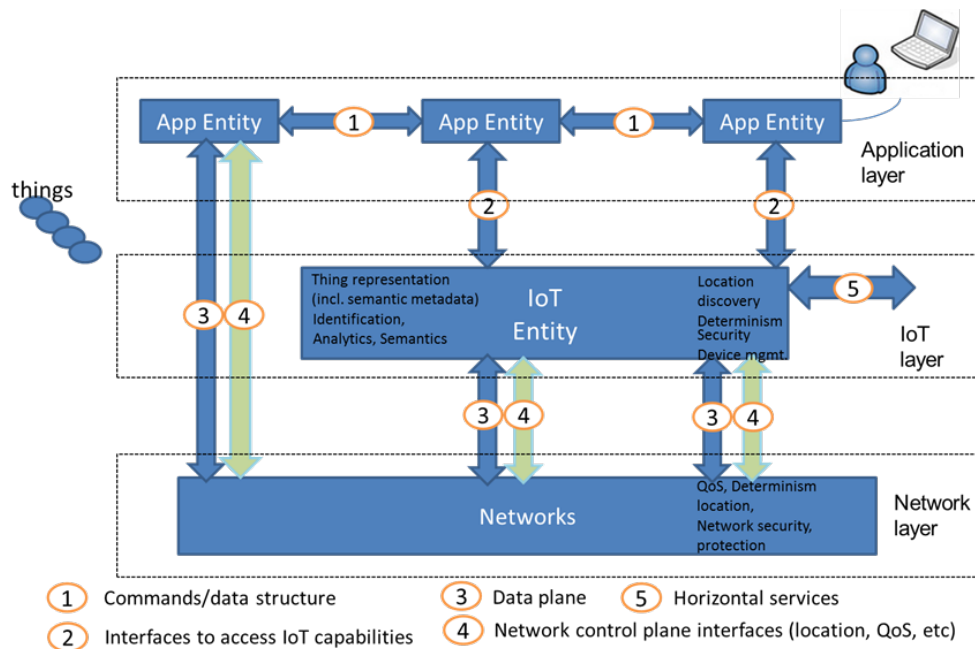 App Entity
1
App Entity
1
App Entity
Application
layer
things
2
2
Thing representation
(incl. semantic metadata)
Identification,
Analytics, Semantics
IoT
Entity
Location
discovery
Determinism
Security
Device mgmt.
5
IoT
layer
3
4
3
4
3
4
Networks
QoS, Determinism
location,
Network security,
protection
Network
layer
1 Commands/data structure
3 Data plane
5 Horizontal services
2 Interfaces to access IoT capabilities
4 Network control plane interfaces (location, QoS, etc)